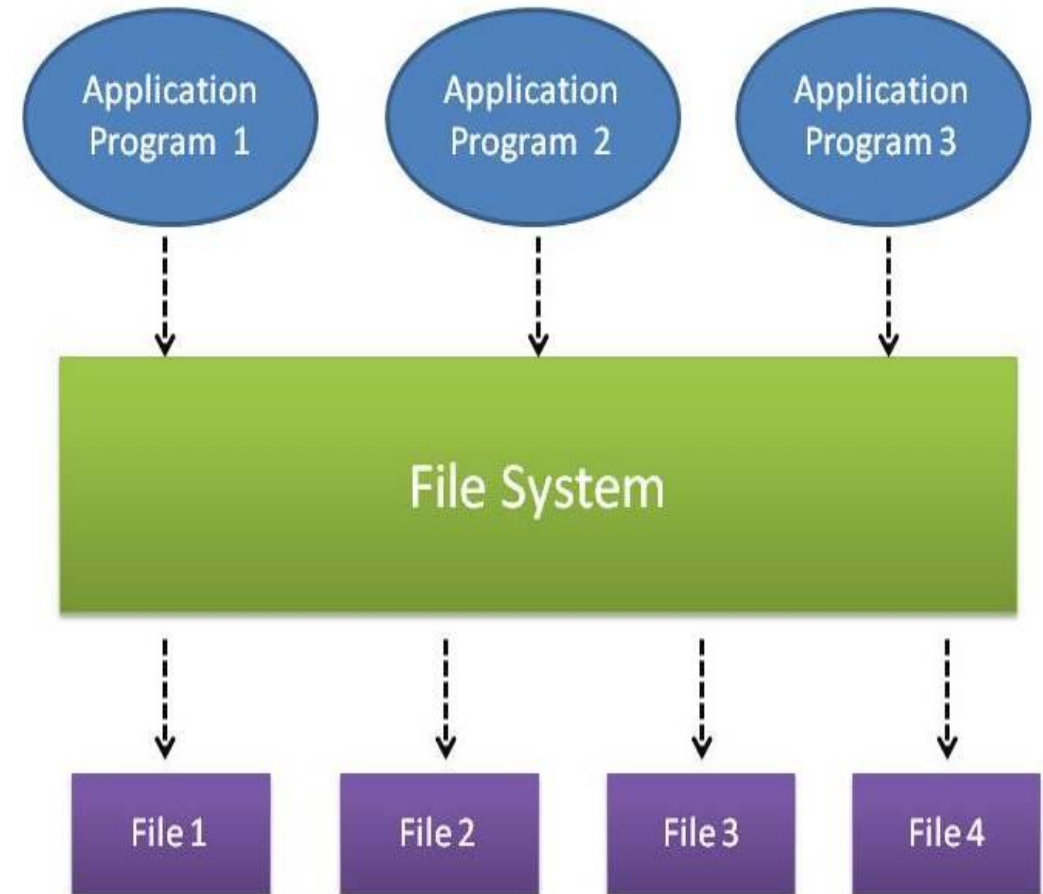 Application
Program 1
Application
Program 2
Application
Program 3
File System
File 1
File 2
File 3
File 4